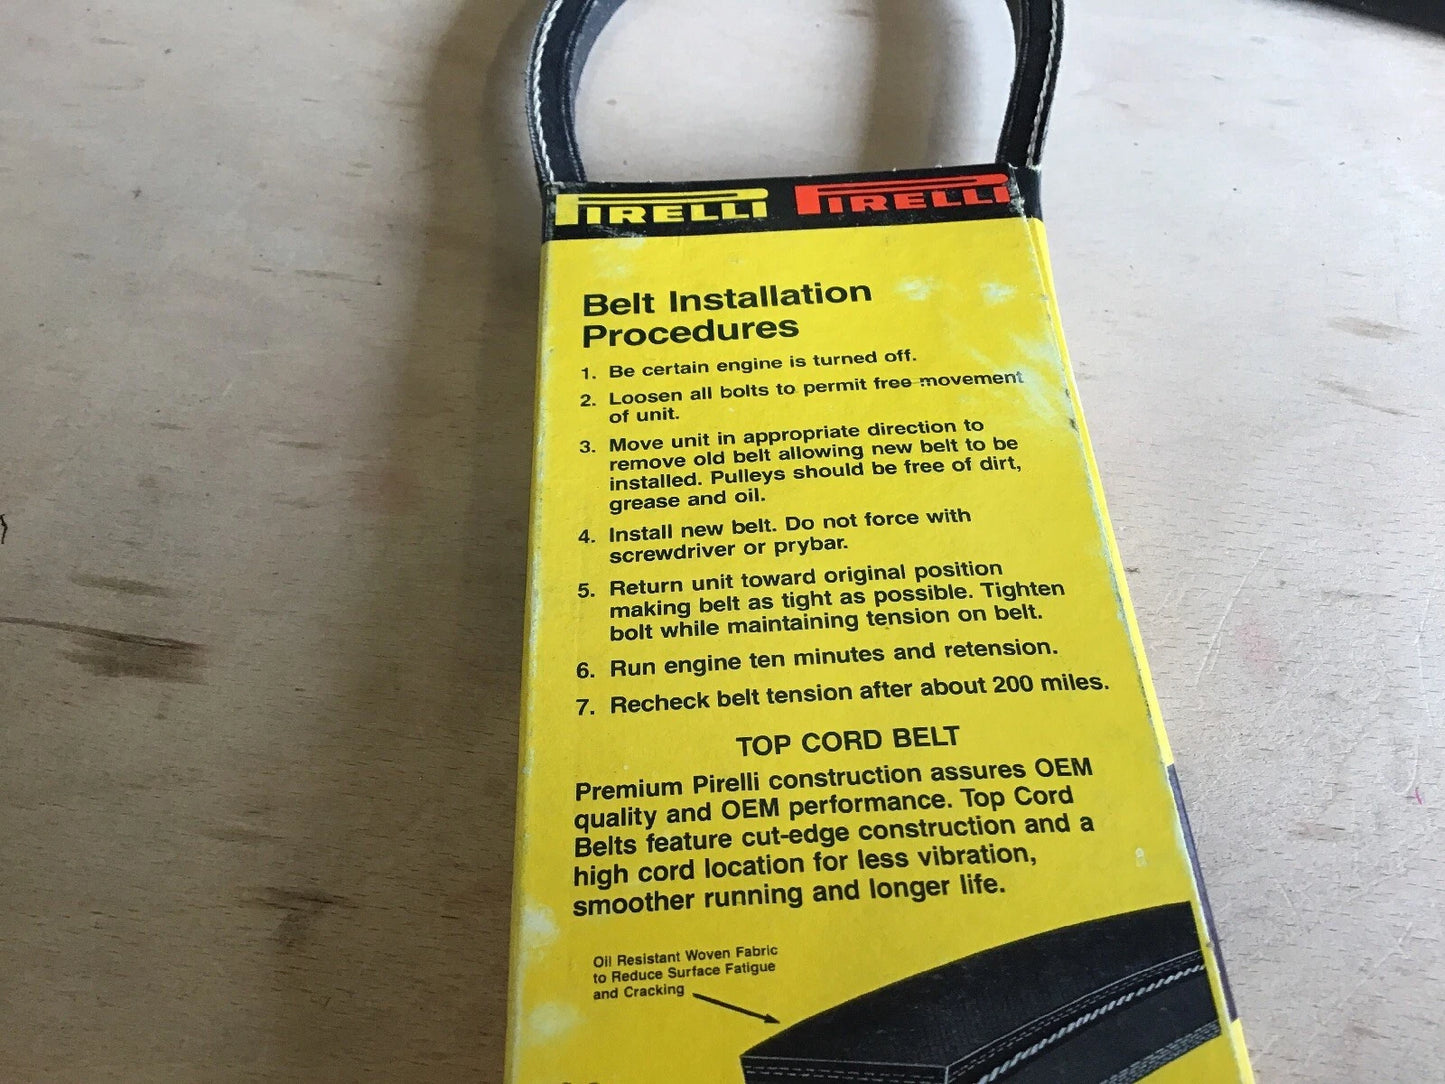 PIRELLI PIRELLI
Belt Installation
Procedures
1. Be certain engine is turned off.
2. Loosen all bolts to permit free movement
of unit.
3. Move unit in appropriate direction to
remove old belt allowing new belt to be
installed. Pulleys should be free of dirt,
grease and oil.
4. Install new belt. Do not force with
screwdriver or prybar.
5. Return unit toward original position
making belt as tight as possible. Tighten
bolt while maintaining tension on belt.
6. Run engine ten minutes and retension.
7. Recheck belt tension after about 200 miles.
TOP CORD BELT
Premium Pirelli construction assures OEM
quality and OEM performance. Top Cord
Belts feature cut-edge construction and a
high cord location for less vibration,
smoother running and longer life.
Oil Resistant Woven Fabric
to Reduce Surface Fatigue
and Cracking